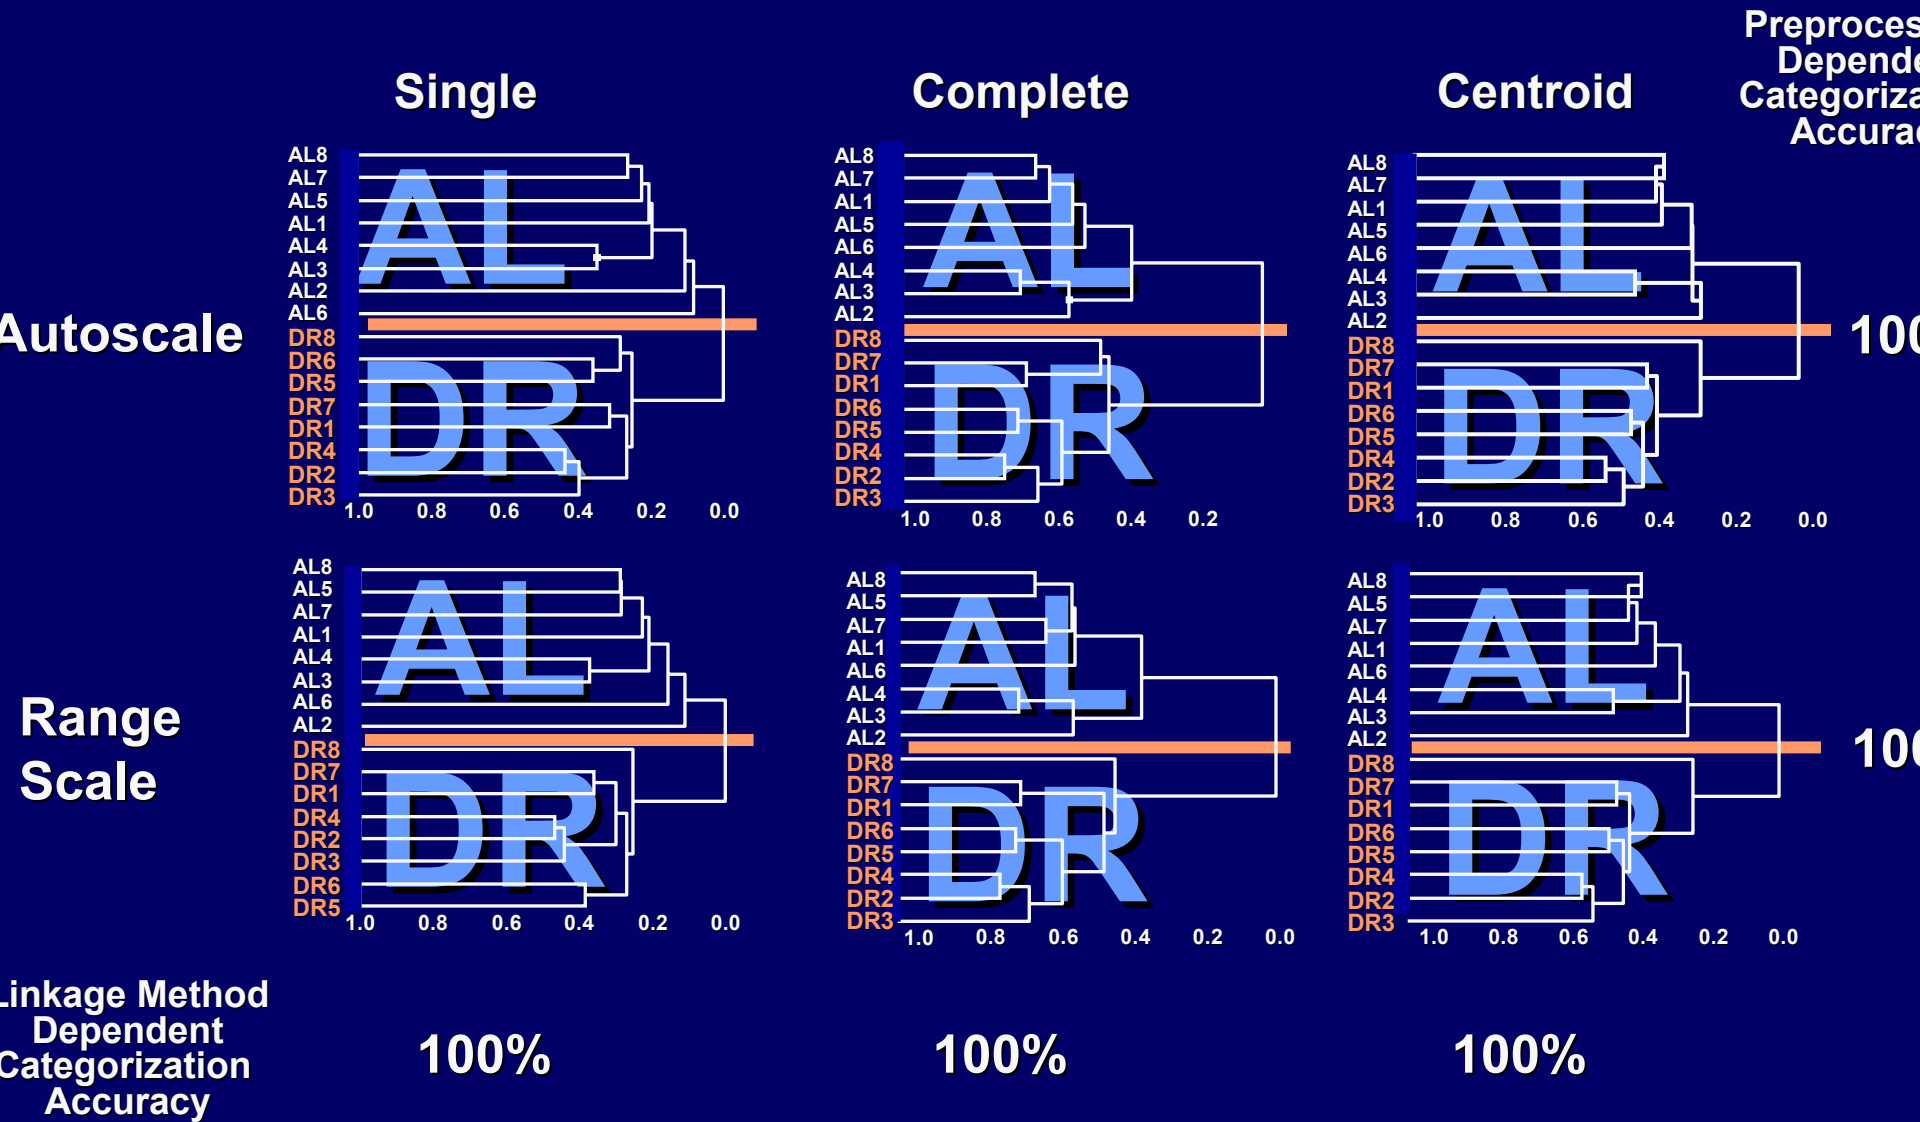 Preproces
Depende
Categoriza
Accurac
Single
Complete
Centroid
Autoscale
AL8
AL7
AL5
AL1
AL4
AL3
AL2
AL6
DR8
DR6
DR5
DR7
DR1
DR4
DR2
DR3
AL
DR
1.0 0.8 0.6 0.4 0.2 0.0
AL8
AL7
AL1
AL5
AL6
AL4
AL3
AL2
DR8
DR7
DR1
DR6
DR5
DR4
DR2
DR3
AL
DR
1.0 0.8 0.6 0.4 0.2
AL8
AL7
AL1
AL5
AL6
AL4
AL3
AL2
DR8
DR7
DR1
DR6
DR5
DR4
DR2
DR3
AL
DR
1.0 0.8 0.6 0.4 0.2 0.0
100
Range
Scale
AL8
AL5
AL7
AL1
AL4
AL3
AL6
AL2
DR8
DR7
DR1
DR4
DR2
DR3
DR6
DR5
AL
DR
1.0 0.8 0.6 0.4 0.2 0.0
AL8
AL5
AL7
AL1
AL6
AL4
AL3
AL2
DR8
DR7
DR1
DR6
DR5
DR4
DR2
DR3
AL
DR
1.0 0.8 0.6 0.4 0.2 0.0
AL8
AL5
AL7
AL1
AL6
AL4
AL3
AL2
DR8
DR7
DR1
DR6
DR5
DR4
DR2
DR3
AL
DR
1.0 0.8 0.6 0.4 0.2 0.0
100
Linkage Method
Dependent
Categorization
Accuracy
100%
100%
100%